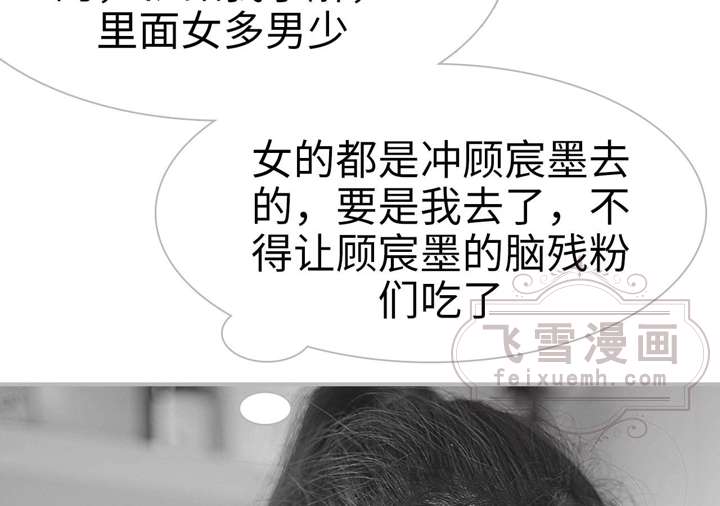 里面女多男少
女的都是冲顾宸墨去
的，要是我去了，不
得让顾宸墨的脑残粉
们吃了
飞雪漫画
feixuemh.com